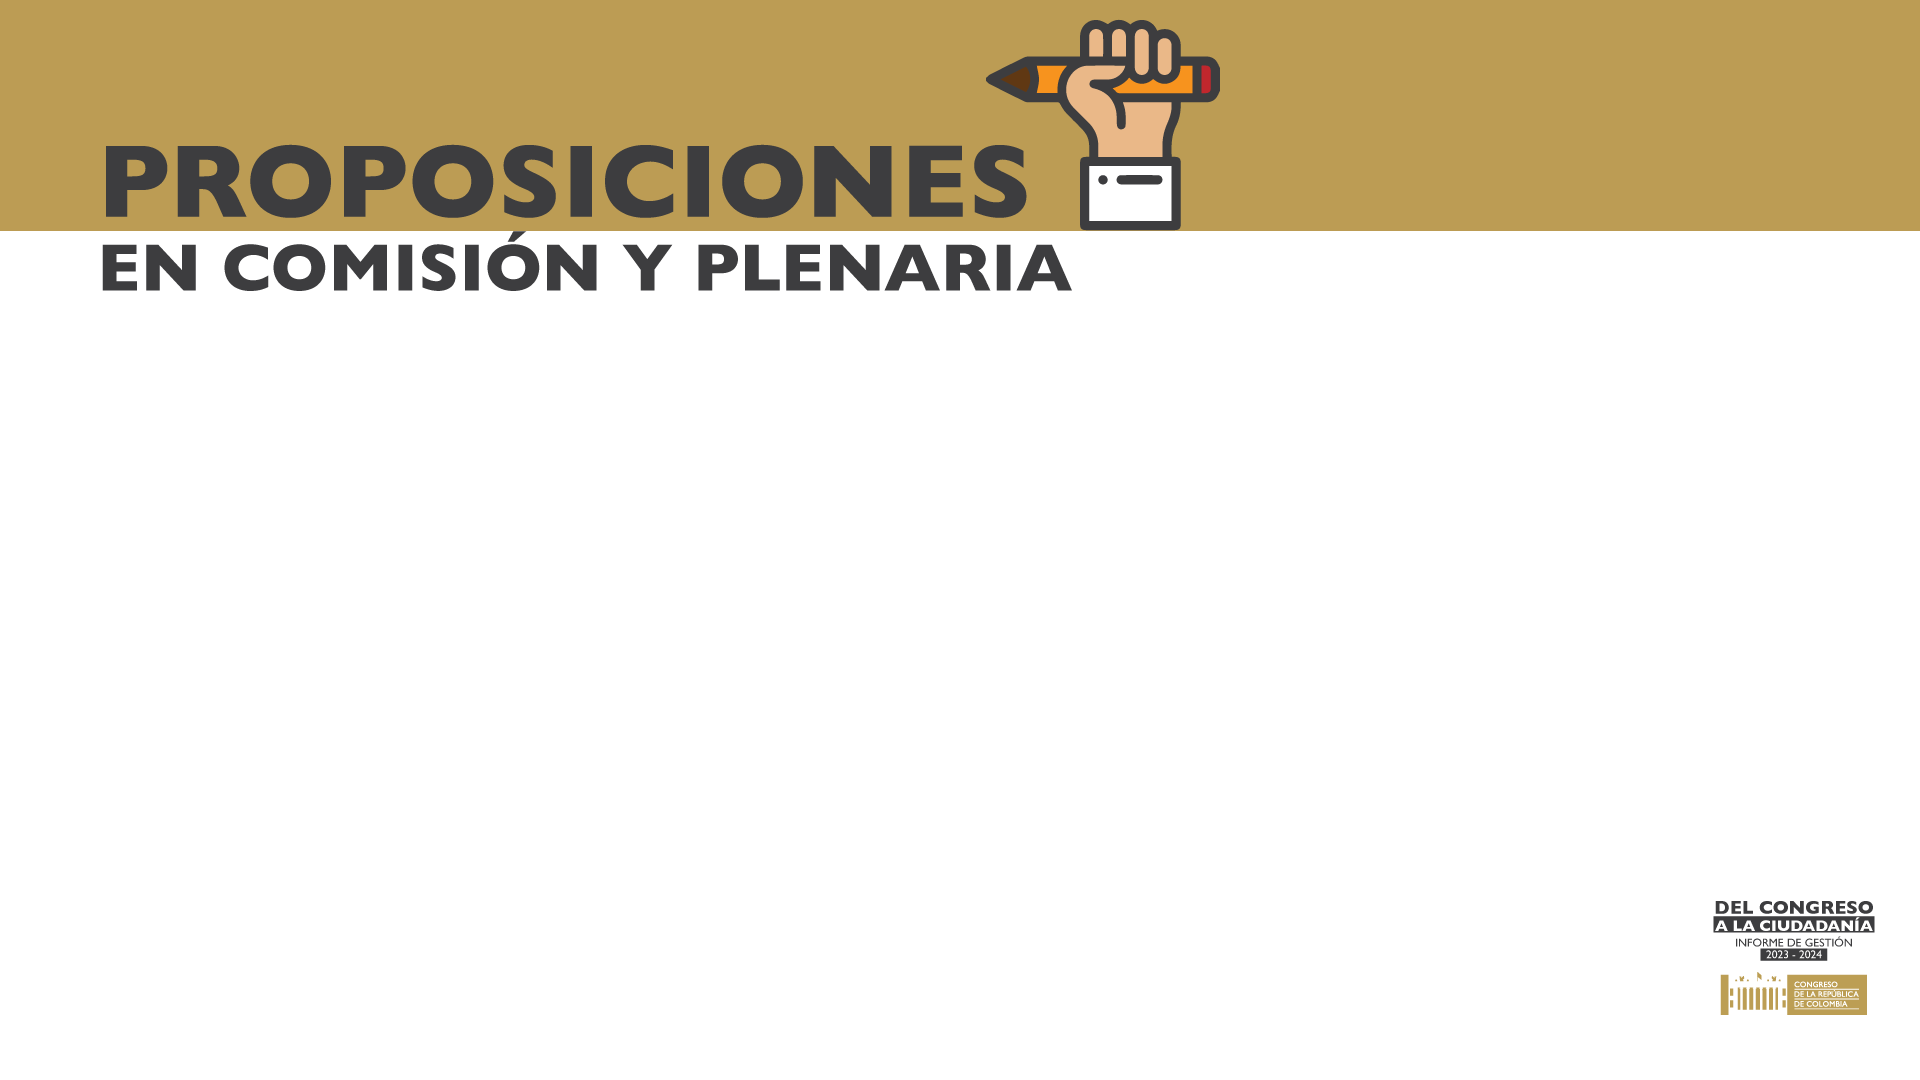 PROPOSICIONES
EN COMISIÓN Y PLENARIA
DEL CONGRESO
A LA CIUDADANÍA
INFORME DE GESTIÓN
2023 - 2024
CONGRESO
DE LA REPÚBLICA
DE COLOMBIA